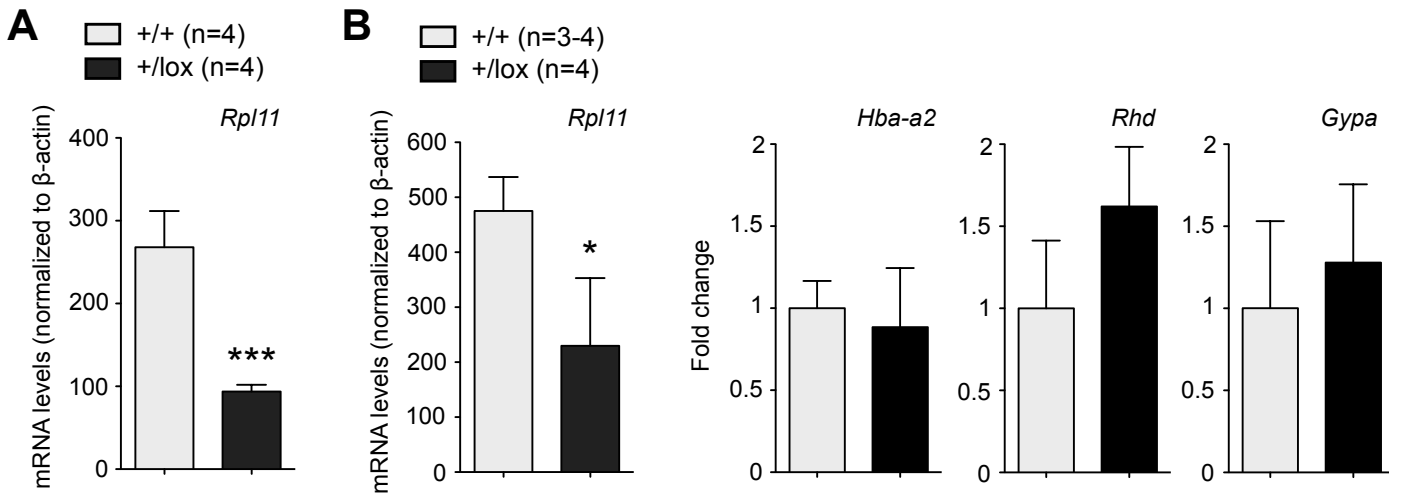 A
+/+ (n=4)
+/lox (n=4)
Rpl11
mRNA levels (normalized to β-actin)
400
300
200
100
0
***
B
+/+ (n=3-4)
+/lox (n=4)
Rpl11
mRNA levels (normalized to β-actin)
600
500
400
300
200
100
0
*
Hba-a2
Fold change
2
1.5
1
0.5
0
Rhd
2
1.5
1
0.5
0
Gypa
2
1.5
1
0.5
0